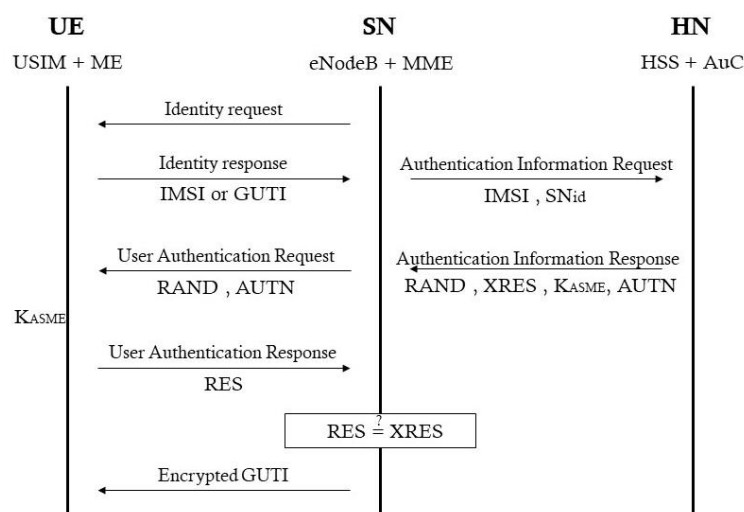 UE SN HN
USIM + ME eNodeB + MME HSS + AuC
Identity request
Identity response Authentication Information Request
IMSI or GUTI IMSI , SNid
User Authentication Request Authentication Information Response
RAND , AUTN RAND , XRES , KASME, AUTN
KASME
User Authentication Response
RES
?
RES = XRES
Encrypted GUTI